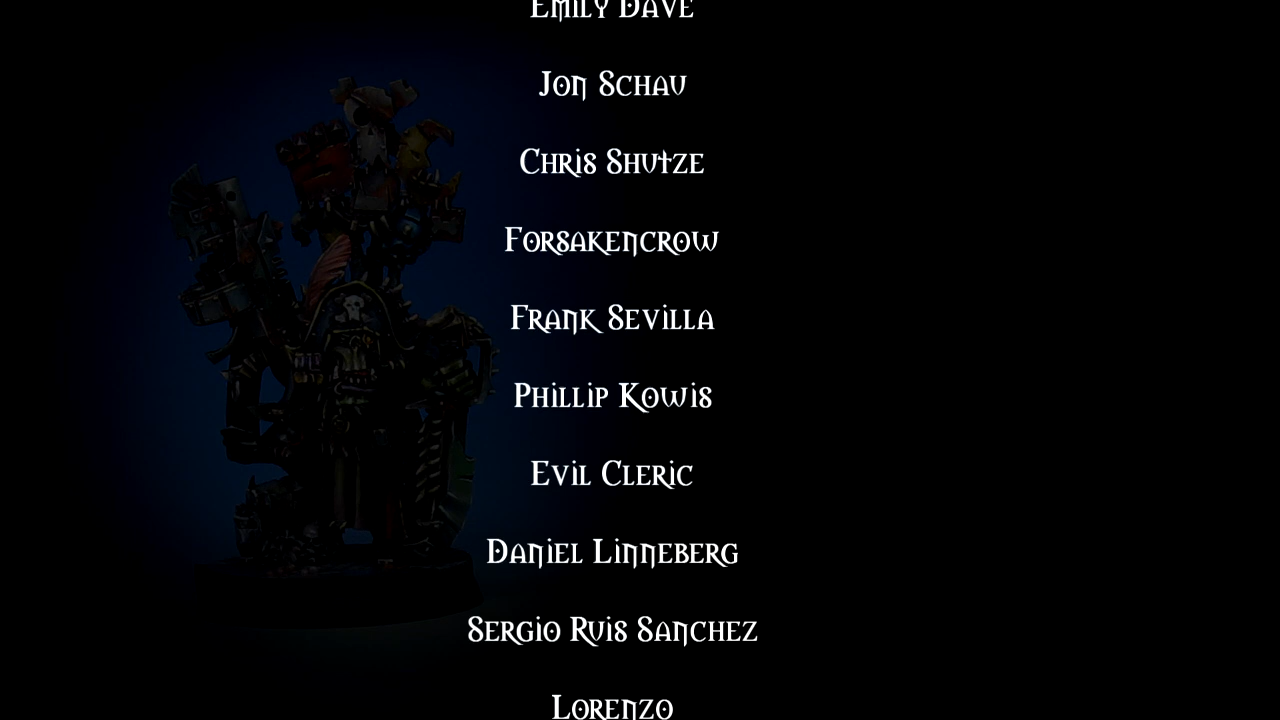 Emily Dave
Jon Schau
Chris Shutze
Forsakencrow
Frank Sevilla
Phillip Kowis
Evil Cleric
Daniel Linneberg
Sergio Ruis Sanchez
Lorenzo